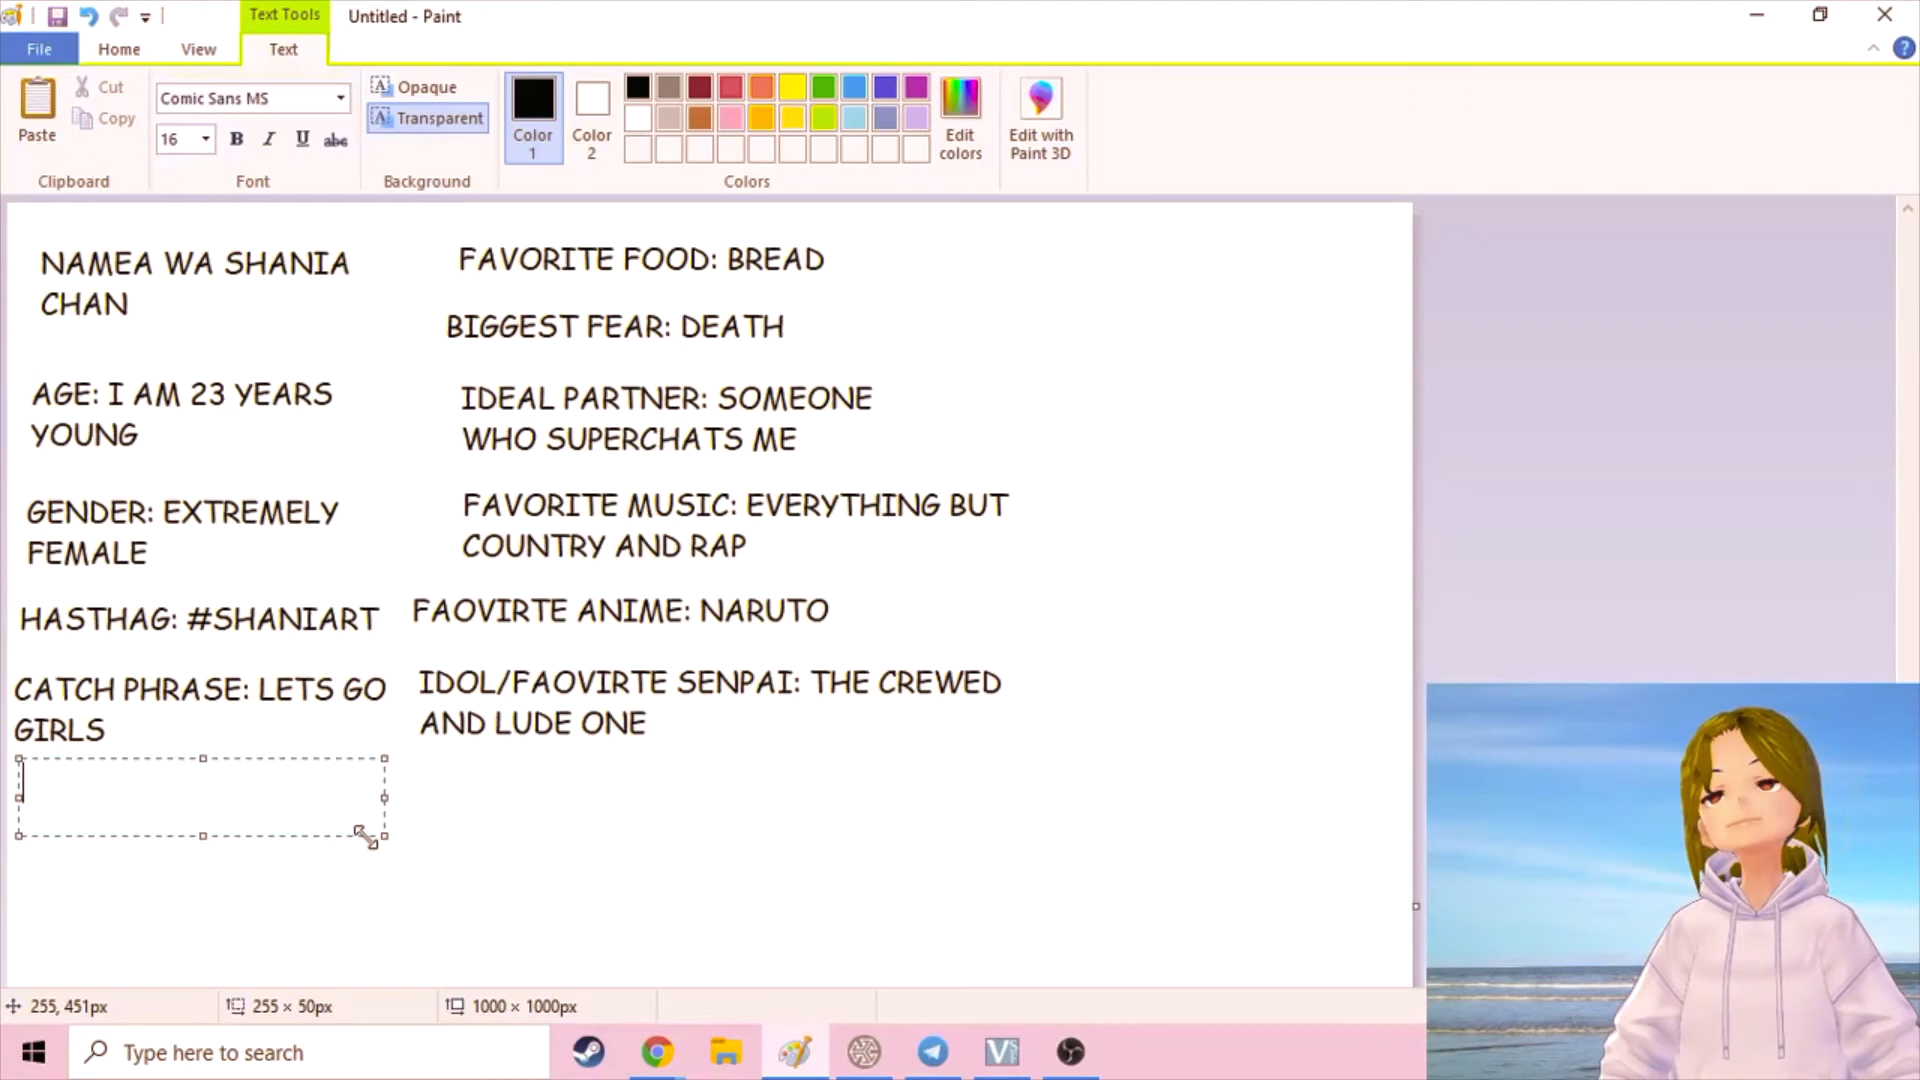 Text Tools
Untitled - Paint
File
Home
View
Text
Paste
Cut
Copy
Clipboard
Comic Sans MS
16
B I U abc
Font
Opaque
Transparent
Background
Color
1
Color
2
Edit
colors
Colors
Edit with
Paint 3D
NAMEA WA SHANIA
CHAN
AGE: I AM 23 YEARS
YOUNG
GENDER: EXTREMELY
FEMALE
HASTHAG: #SHANIART
CATCH PHRASE: LETS GO
GIRLS
FAVORITE FOOD: BREAD
BIGGEST FEAR: DEATH
IDEAL PARTNER: SOMEONE
WHO SUPERCHATS ME
FAVORITE MUSIC: EVERYTHING BUT
COUNTRY AND RAP
FAOVIRTE ANIME: NARUTO
IDOL/FAOVIRTE SENPAI: THE CREWED
AND LUDE ONE
255, 451px
255 × 50px
1000 × 1000px
Type here to search